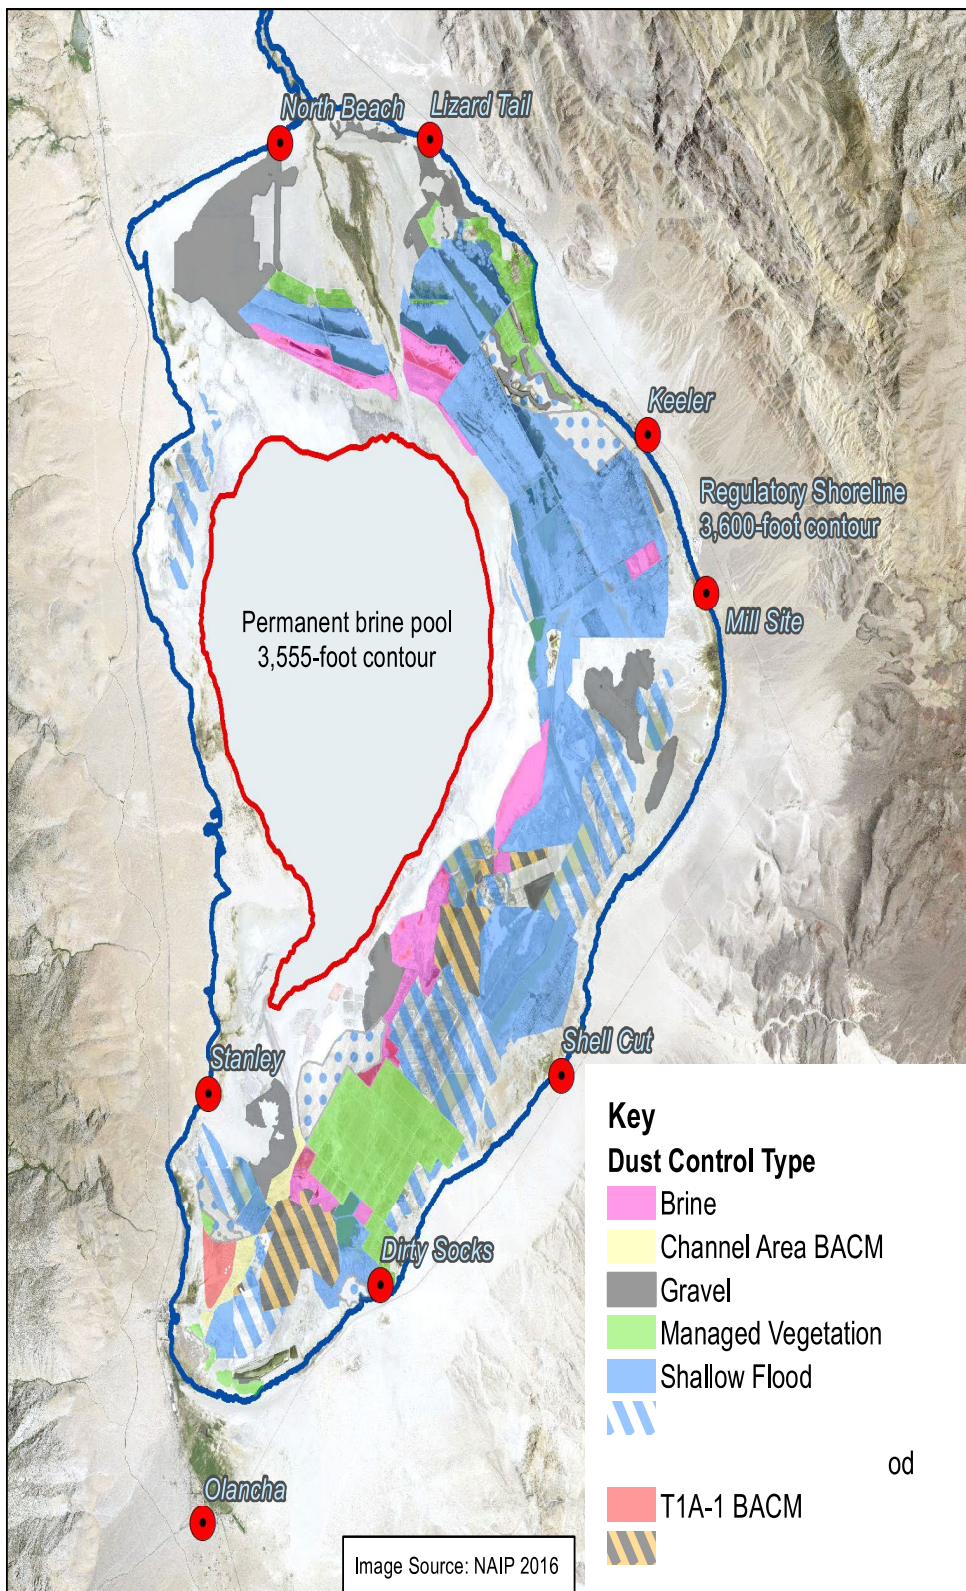 North Beach
Lizard Tail
Keeler
Regulatory Shoreline
3,600-foot contour
Mill Site
Permanent brine pool
3,555-foot contour
Shell Cut
Stanley
Dirty Socks
Olancha
Key
Dust Control Type
Brine
Channel Area BACM
Gravel
Managed Vegetation
Shallow Flood
od
T1A-1 BACM
Image Source: NAIP 2016